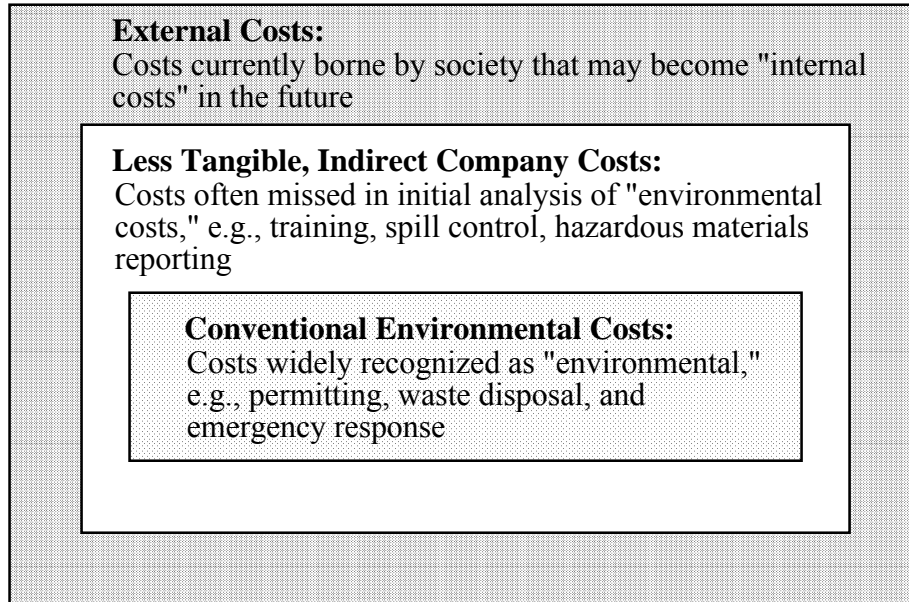 External Costs:
Costs currently borne by society that may become "internal
costs" in the future
Less Tangible, Indirect Company Costs:
Costs often missed in initial analysis of "environmental
costs," e.g., training, spill control, hazardous materials
reporting
Conventional Environmental Costs:
Costs widely recognized as "environmental,"
e.g., permitting, waste disposal, and
emergency response